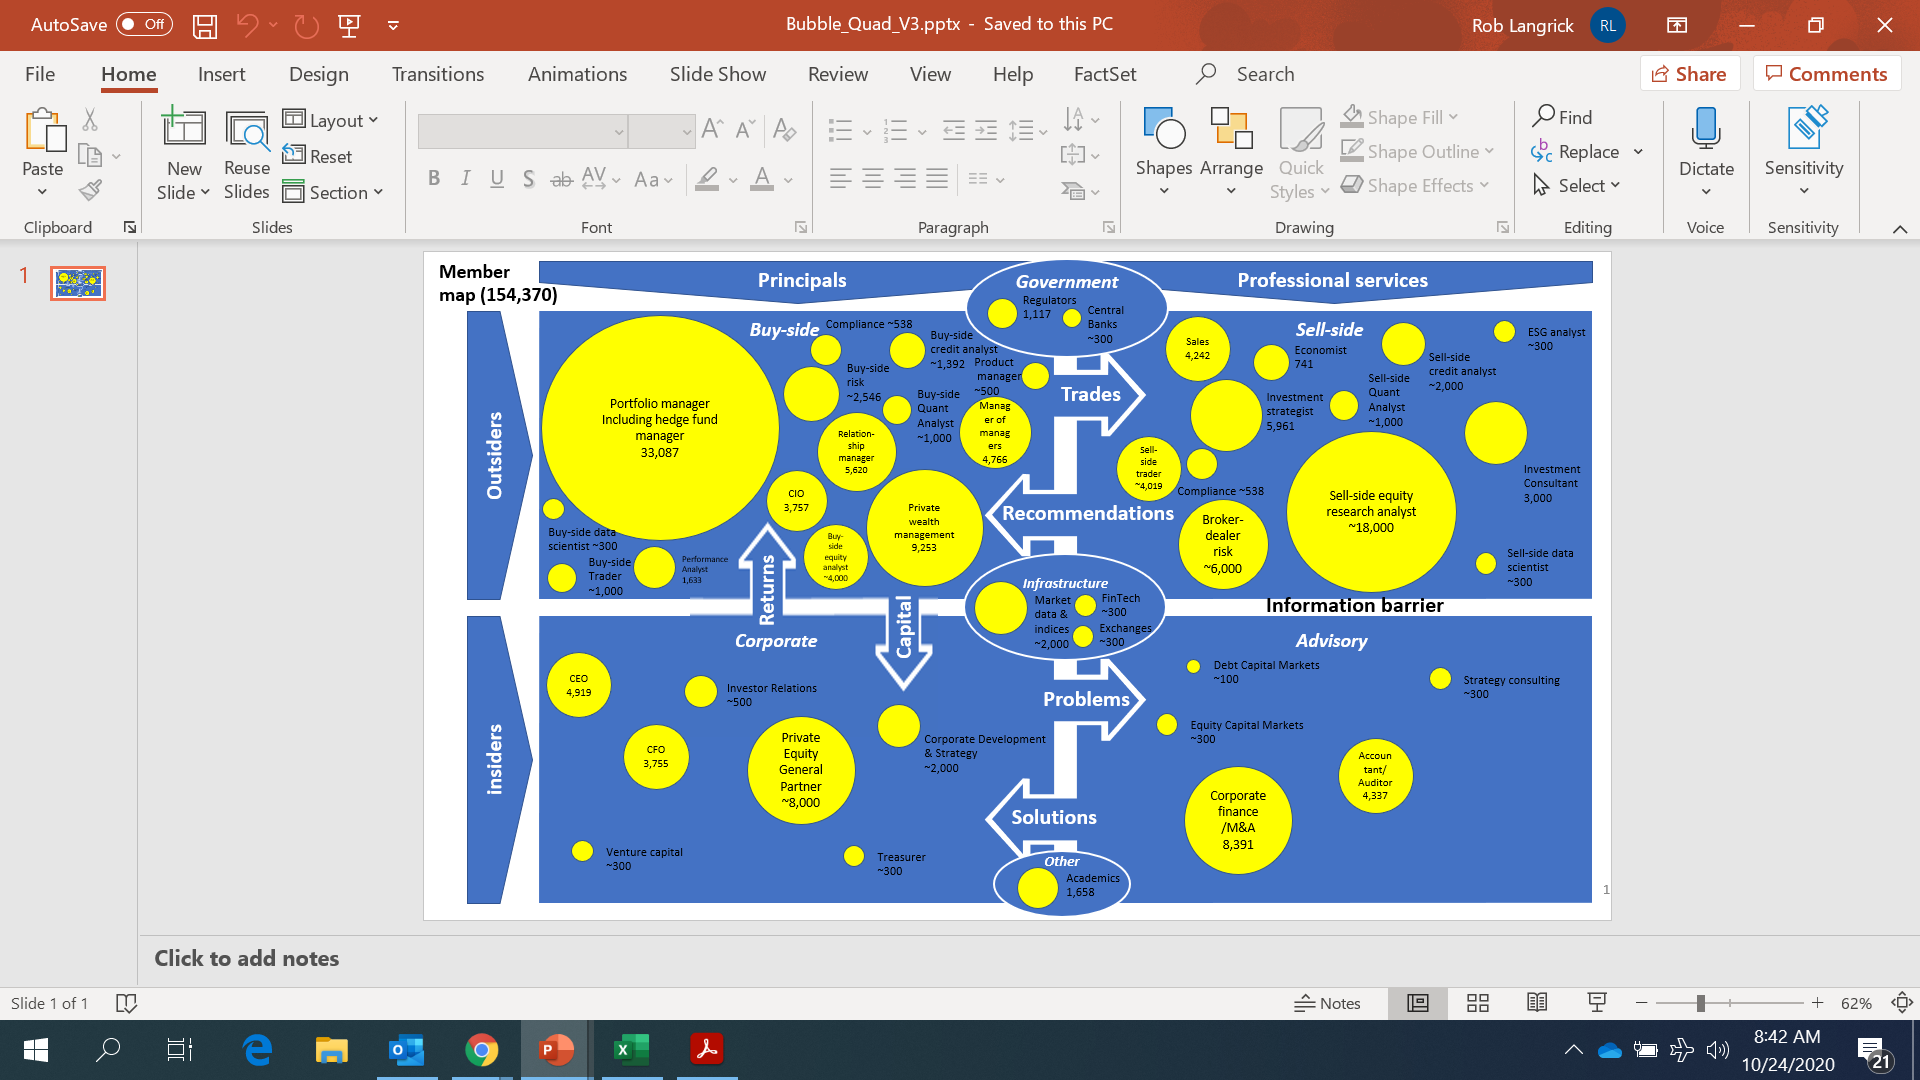 AutoSave Off
Bubble_Quad_V3.pptx - Saved to this PC
Rob Langrick RL
File Home Insert Design Transitions Animations Slide Show Review View Help FactSet Search Share Comments
Paste
Clipboard
New
Slide
Reuse
Slides
Layout
Reset
Section
Slides
B I U S ab AV Aa A
Font
Paragraph
Shapes
Arrange
Quick
Styles
Shape Fill
Shape Outline
Shape Effects
Drawing
Find
Replace
Select
Editing
Dictate
Voice
Sensitivity
Sensitivity
1
Member
map (154,370)
Principals
Professional services
Government
Regulators
1,117
Central
Banks
~300
Outsiders
Buy-side
Portfolio manager
Including hedge fund
manager
33,087
Compliance ~538
Buy-side
credit analyst
~1,392
Product
manager
~500
Buy-side
risk
~2,546
Buy-side
Quant
Analyst
~1,000
Manag
er of
manag
ers
4,766
Relation-
ship
manager
5,620
CIO
3,757
Private
wealth
management
9,253
Buy-
side
equity
analyst
~4,000
Buy-side data
scientist ~300
Buy-side
Trader
~1,000
Performance
Analyst
1,633
Trades
Recommendations
Returns
Capital
Sell-side
Sales
4,242
Economist
741
Sell-side
credit analyst
~2,000
ESG analyst
~300
Investment
strategist
5,961
Sell-side
Quant
Analyst
~1,000
Sell-
side
trader
~4,019
Compliance ~538
Investment
Consultant
3,000
Sell-side equity
research analyst
~18,000
Broker-
dealer
risk
~6,000
Sell-side data
scientist
~300
Infrastructure
Market
data &
indices
~2,000
FinTech
~300
Exchanges
~300
Information barrier
insiders
Corporate
CEO
4,919
Investor Relations
~500
CFO
3,755
Private
Equity
General
Partner
~8,000
Corporate Development
& Strategy
~2,000
Venture capital
~300
Treasurer
~300
Problems
Solutions
Other
Academics
1,658
Advisory
Debt Capital Markets
~100
Strategy consulting
~300
Equity Capital Markets
~300
Accoun
tant/
Auditor
4,337
Corporate
finance
/M&A
8,391
1
Click to add notes
Slide 1 of 1
Notes
62%
8:42 AM
10/24/2020
21